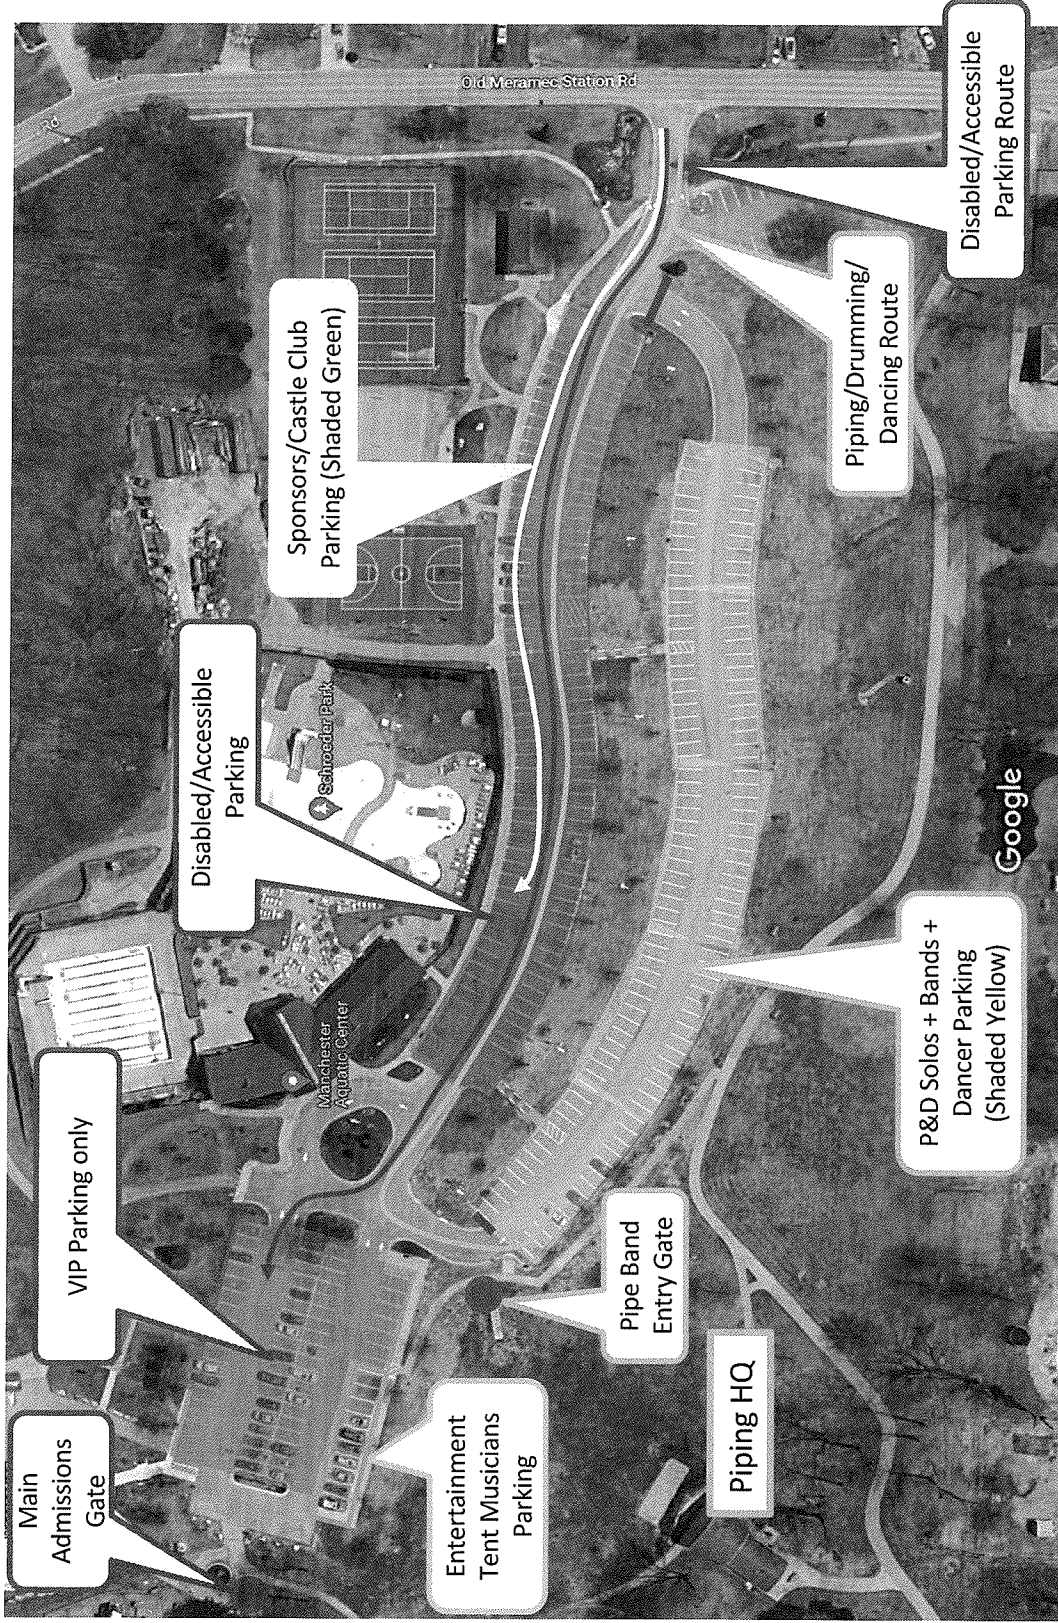 Main
Admissions
Gate
VIP Parking only
Disabled/Accessible
Parking
Sponsors/Castle Club
Parking (Shaded Green)
Old Meramec Station Rd
Rd
Manchester
Aquatic Center
Schroeder Park
Entertainment
Tent Musicians
Parking
Pipe Band
Entry Gate
Piping HQ
P&D Solos + Bands +
Dancer Parking
(Shaded Yellow)
Piping/Drumming/
Dancing Route
Disabled/Accessible
Parking Route
Google